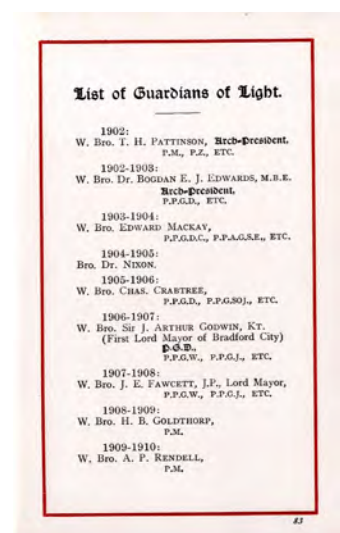 List of Guardians of Light.
1902:
W. Bro. T. H. PATTINSON, Arch-President,
P.M., P.Z., ETC.
1902-1903:
W. Bro. Dr. BOGDAN E. J. EDWARDS, M.B.E.
Arch-President,
P.P.G.D., ETC.
1903-1904:
W. Bro. EDWARD MACKAY,
P.P.G.D.C., P.P.A.G.S.E., ETC.
1904-1905:
Bro. Dr. NIXON.
1905-1906:
W. Bro. CHAS. CRABTREE,
P.P.G.D., P.P.G.SOJ., ETC.
1906-1907:
W. Bro. Sir J. ARTHUR GODWIN, KT.
(First Lord Mayor of Bradford City)
P.G.D.,
P.P.G.W., P.P.G.J., ETC.
1907-1908:
W. Bro. J. E. FAWCETT, J.P., Lord Mayor,
P.P.G.W., P.P.G.J., ETC.
1908-1909:
W. Bro. H. B. GOLDTHORP,
P.M.
1909-1910:
W. Bro. A. P. RENDELL,
P.M.
83